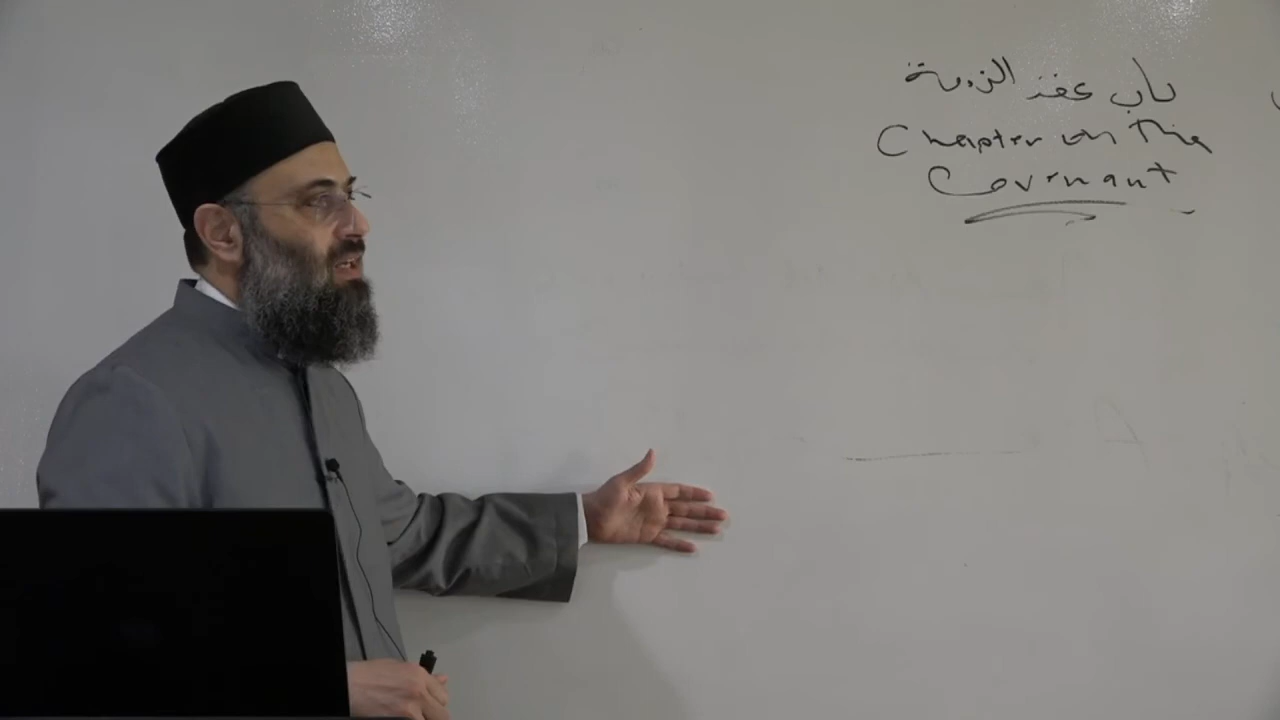 باب عقد الذمة
Chapter on the
Covenant